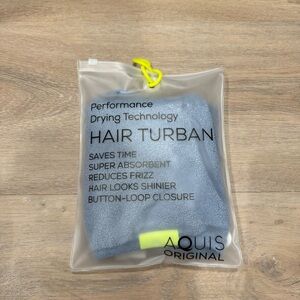 Performance
Drying Technology
HAIR TURBAN
SAVES TIME
SUPER ABSORBENT
REDUCES FRIZZ
HAIR LOOKS SHINIER
BUTTON-LOOP CLOSURE
AQUIS
ORIGINAL